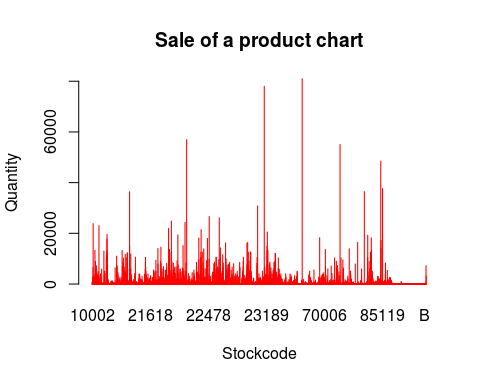 Sale of a product chart
Quantity
60000
20000
0
10002 21618 22478 23189 70006 85119 B
Stockcode